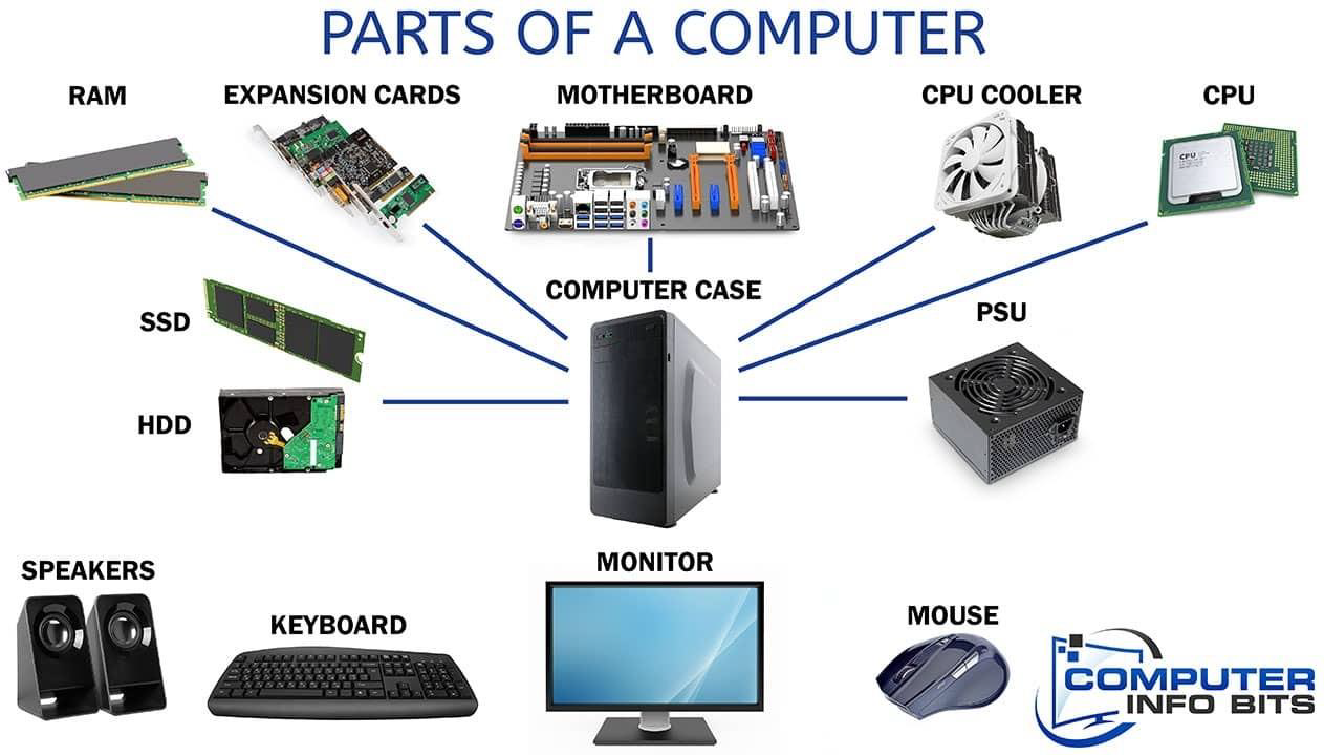 PARTS OF A COMPUTER
RAM
EXPANSION CARDS
MOTHERBOARD
CPU COOLER
CPU
CPU
COMPUTER CASE
SSD
PSU
HDD
SPEAKERS
KEYBOARD
MONITOR
MOUSE
COMPUTER
INFO BITS